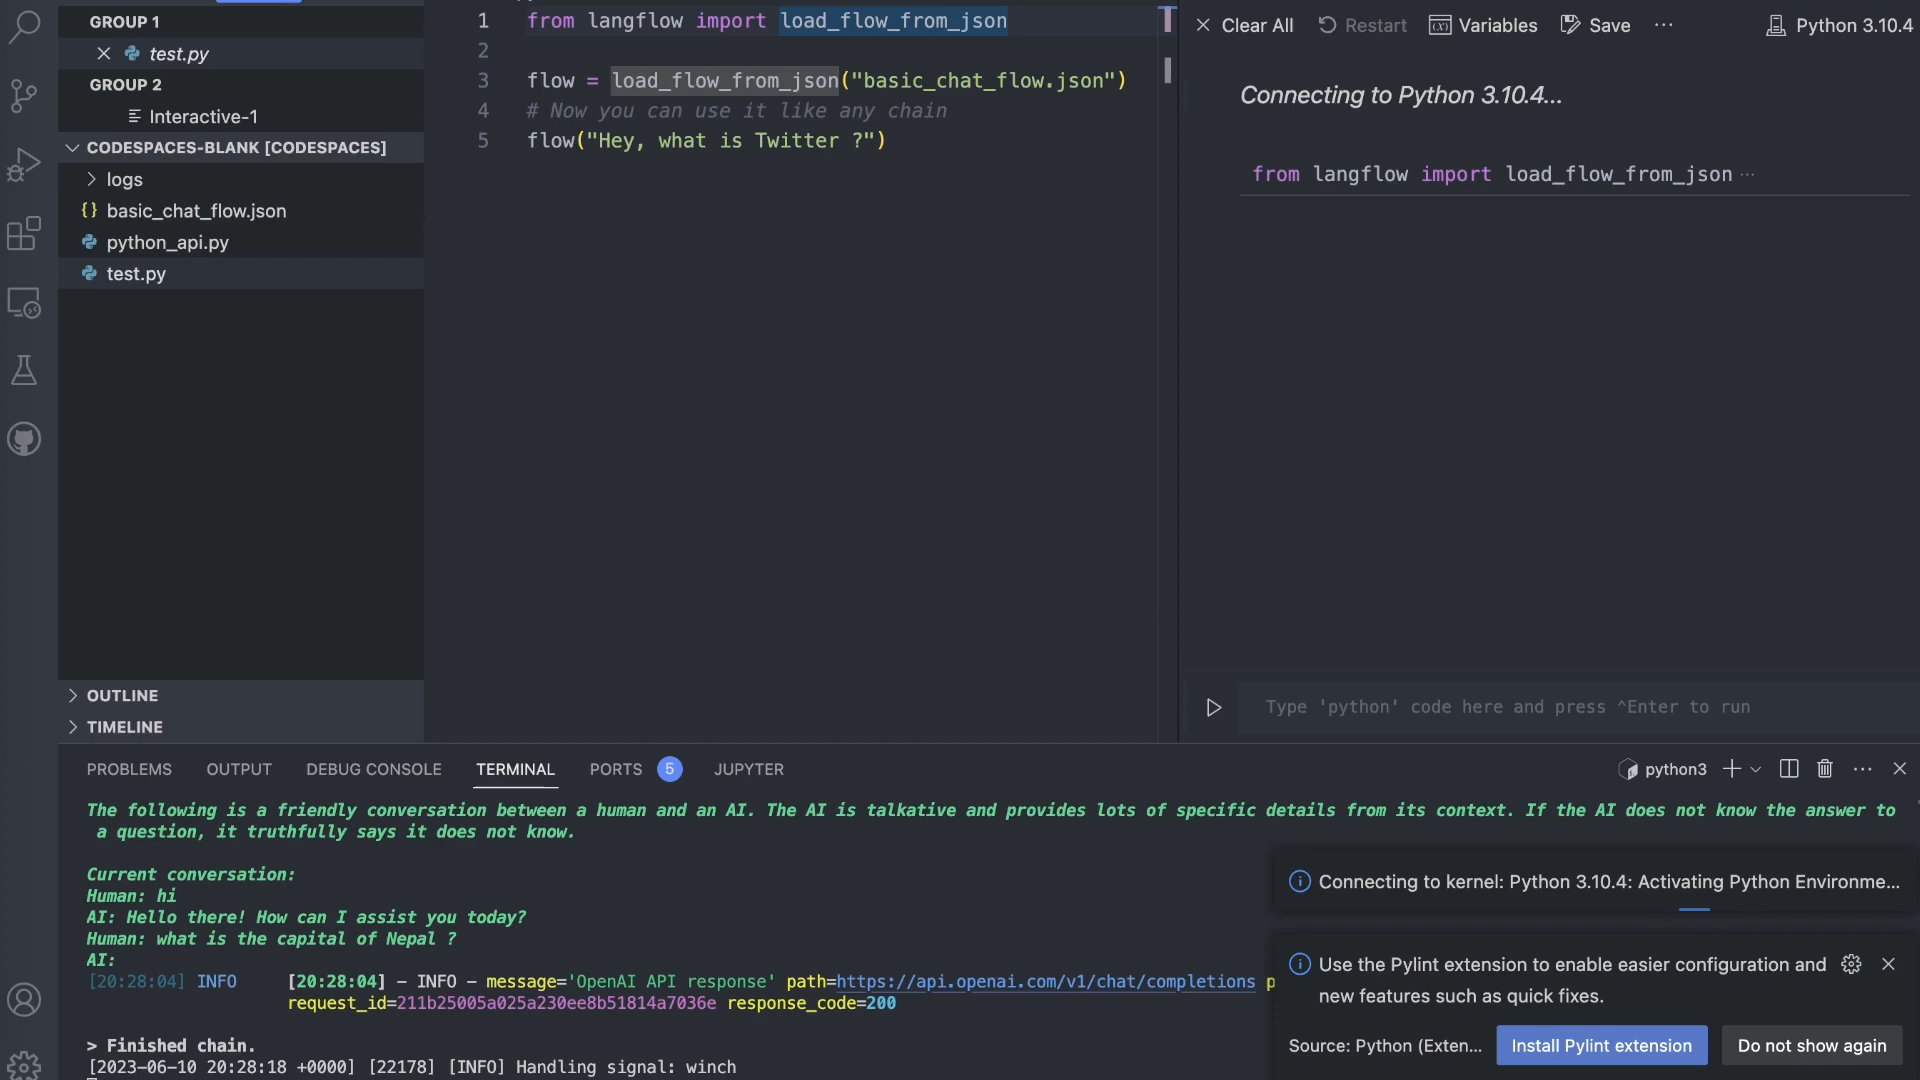 GROUP 1
test.py
GROUP 2
Interactive-1
CODESPACES-BLANK [CODESPACES]
logs
{} basic_chat_flow.json
python_api.py
test.py
OUTLINE
TIMELINE
1 from langflow import load_flow_from_json
2
3 flow = load_flow_from_json("basic_chat_flow.json")
4 # Now you can use it like any chain
5 flow("Hey, what is Twitter ?")
Clear All Restart Variables Save ··· Python 3.10.4
Connecting to Python 3.10.4...
from langflow import load_flow_from_json ···
Type 'python' code here and press ^Enter to run
PROBLEMS OUTPUT DEBUG CONSOLE TERMINAL PORTS 5 JUPYTER
python3
The following is a friendly conversation between a human and an AI. The AI is talkative and provides lots of specific details from its context. If the AI does not know the answer to
a question, it truthfully says it does not know.
Current conversation:
Human: hi
AI: Hello there! How can I assist you today?
Human: what is the capital of Nepal ?
AI:
[20:28:04] INFO [20:28:04] - INFO - message='OpenAI API response' path=https://api.openai.com/v1/chat/completions p
request_id=211b25005a025a230ee8b51814a7036e response_code=200
> Finished chain.
[2023-06-10 20:28:18 +0000] [22178] [INFO] Handling signal: winch
Connecting to kernel: Python 3.10.4: Activating Python Environme...
Use the Pylint extension to enable easier configuration and
new features such as quick fixes.
Source: Python (Exten... Install Pylint extension Do not show again